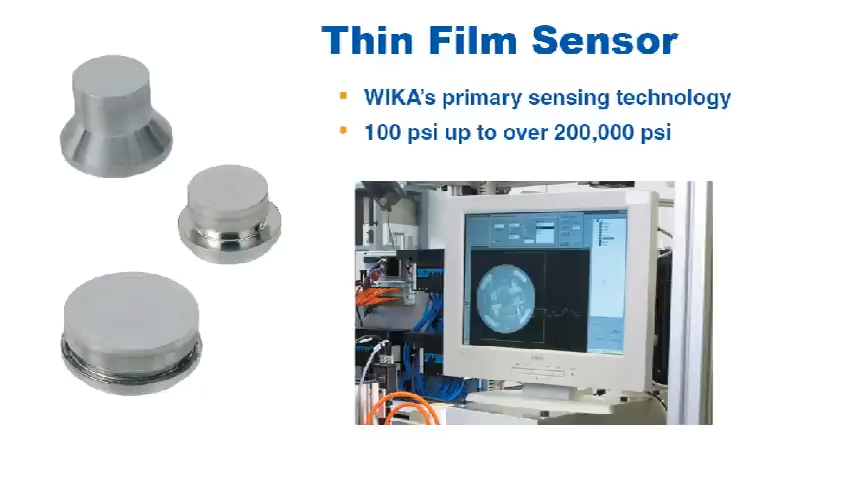 Thin Film Sensor
WIKA's primary sensing technology
100 psi up to over 200,000 psi